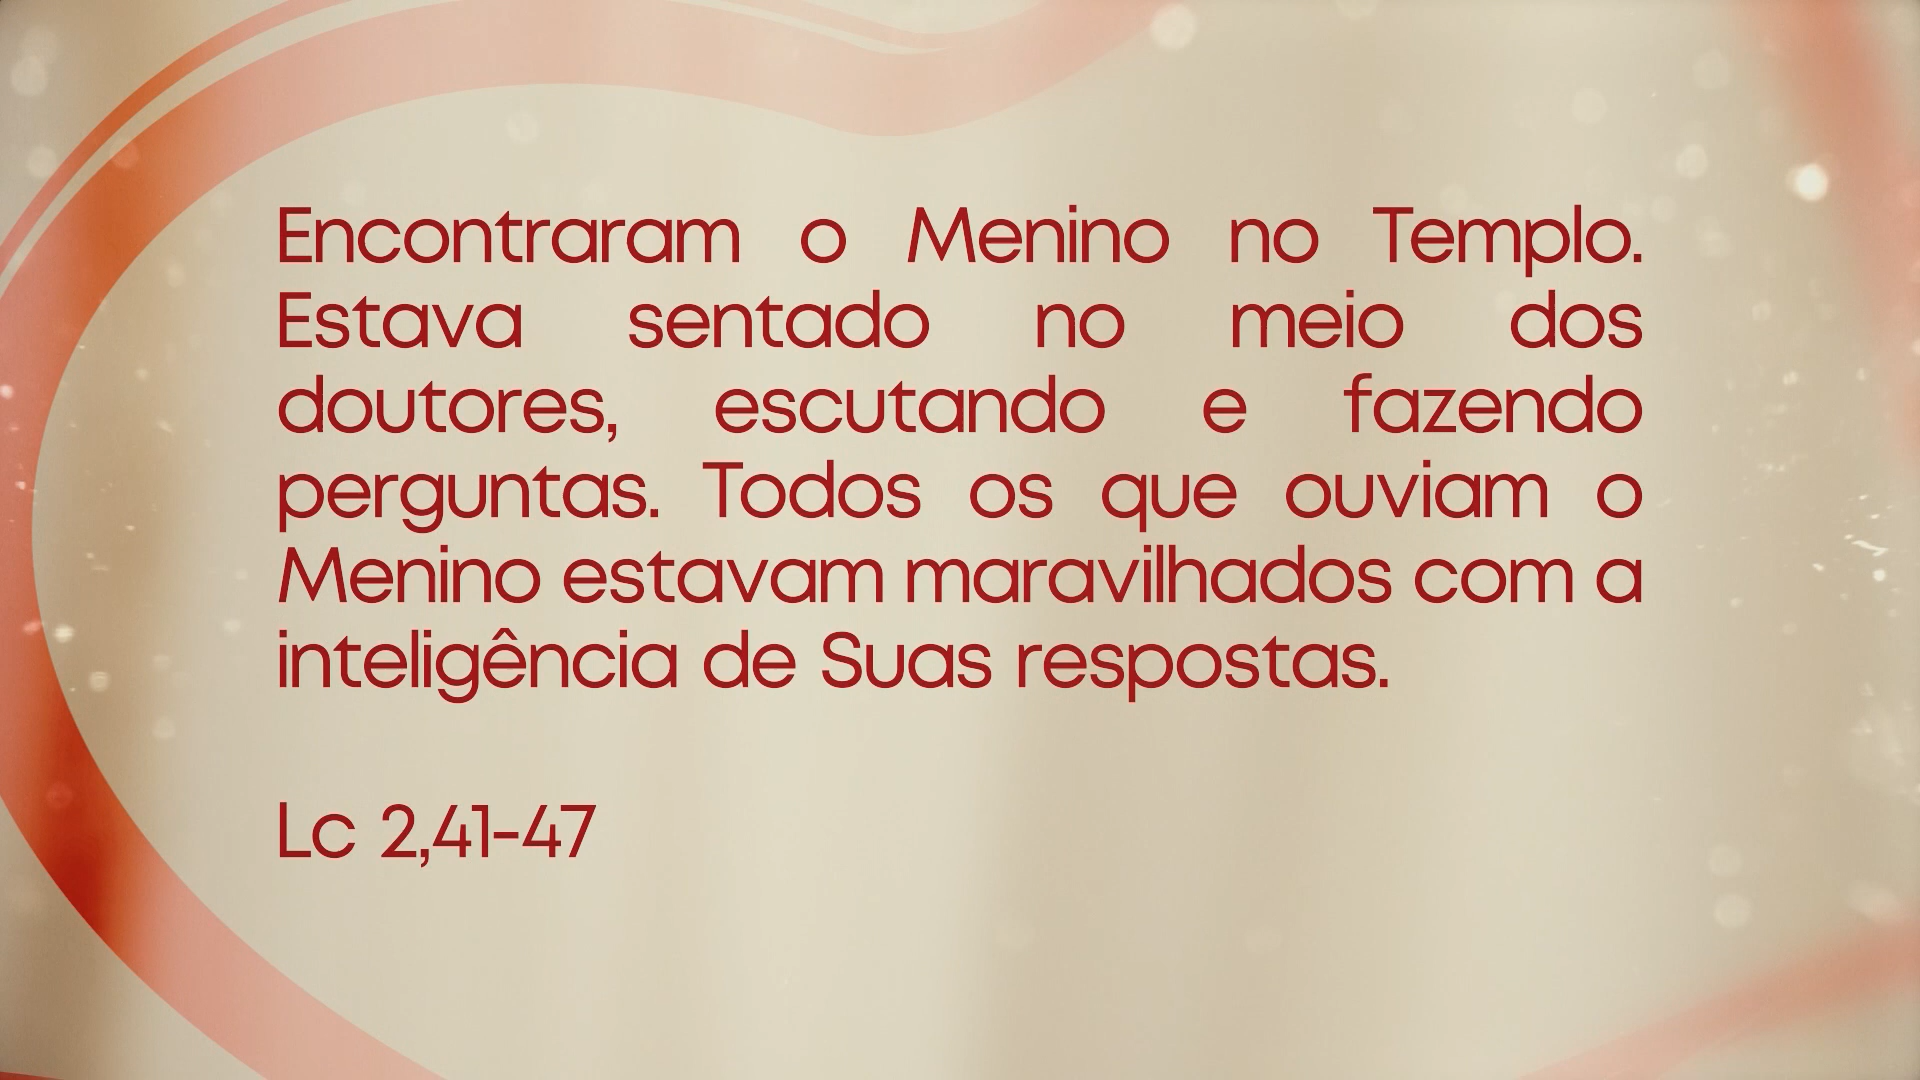 Encontraram o Menino no Templo.
Estava sentado no meio dos
doutores, escutando e fazendo
perguntas. Todos os que ouviam o
Menino estavam maravilhados com a
inteligência de Suas respostas.
Lc 2,41-47